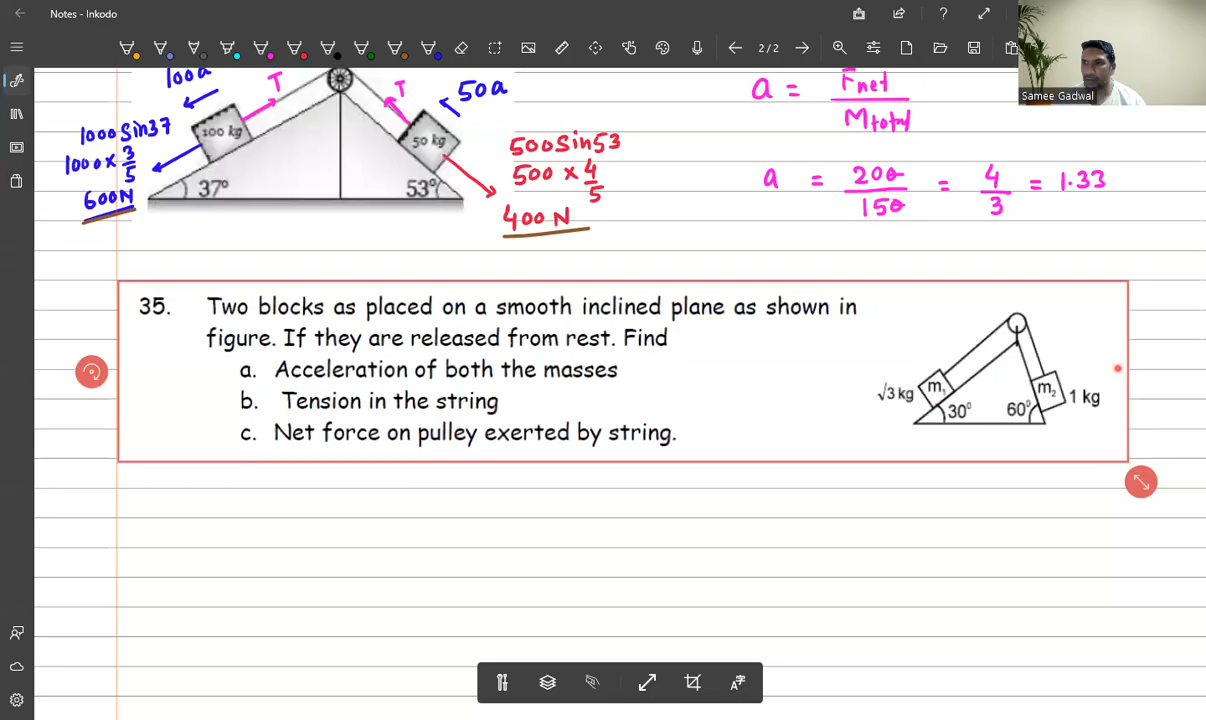 Notes - Inkodo
2/2
Samee Gadwal
100a
T
T
50a
1000 Sin37
1000 × 3/5
600N
100 kg
50 kg
37°
53°
500 Sin 53
500 × 4/5
400 N
a = Fnet / Mtotal
a = 200 / 150 = 4/3 = 1.33
35. Two blocks as placed on a smooth inclined plane as shown in
figure. If they are released from rest. Find
a. Acceleration of both the masses
b. Tension in the string
c. Net force on pulley exerted by string.
√3 kg
m₁
m₂
1 kg
30°
60°